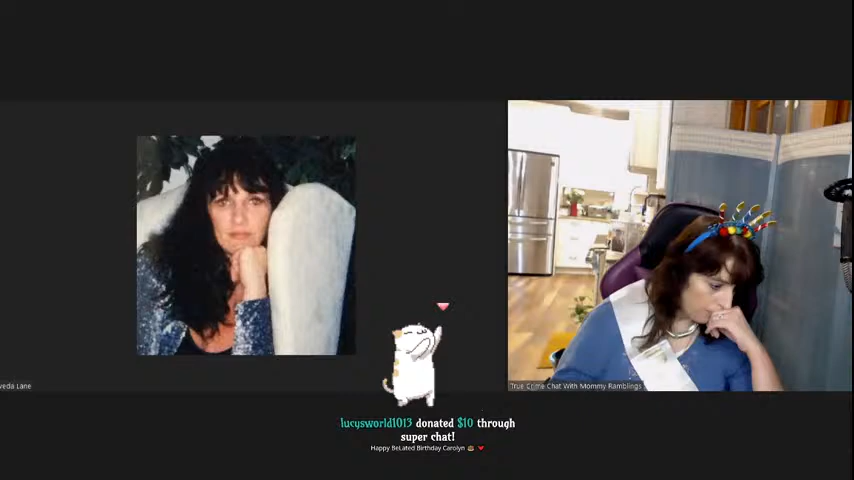 veda Lane
True Crime Chat With Mommy Ramblings
lucysworld1013 donated $10 through
super chat!
Happy BeLated Birthday Carolyn